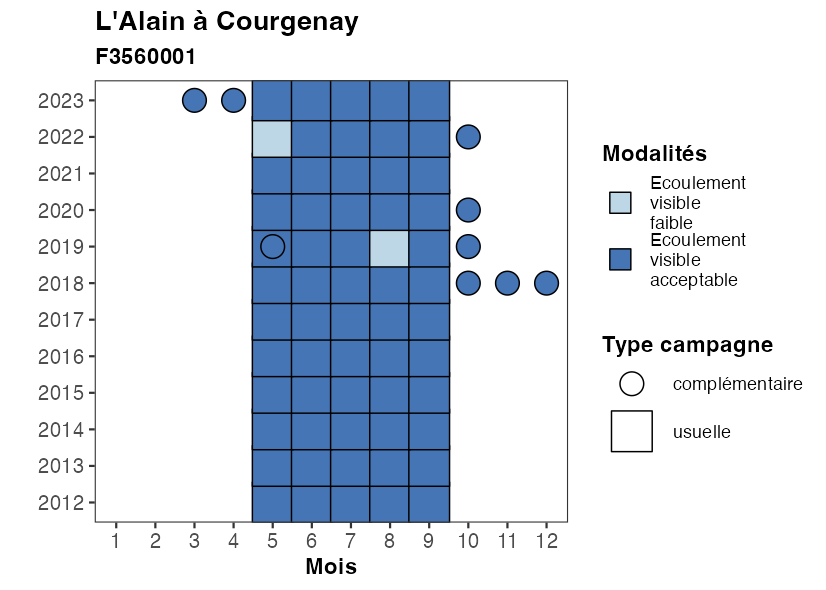 L'Alain à Courgenay
F3560001
2023
2022
2021
2020
2019
2018
2017
2016
2015
2014
2013
2012
1 2 3 4 5 6 7 8 9 10 11 12
Mois
Modalités
Ecoulement
visible
faible
Ecoulement
visible
acceptable
Type campagne
complémentaire
usuelle